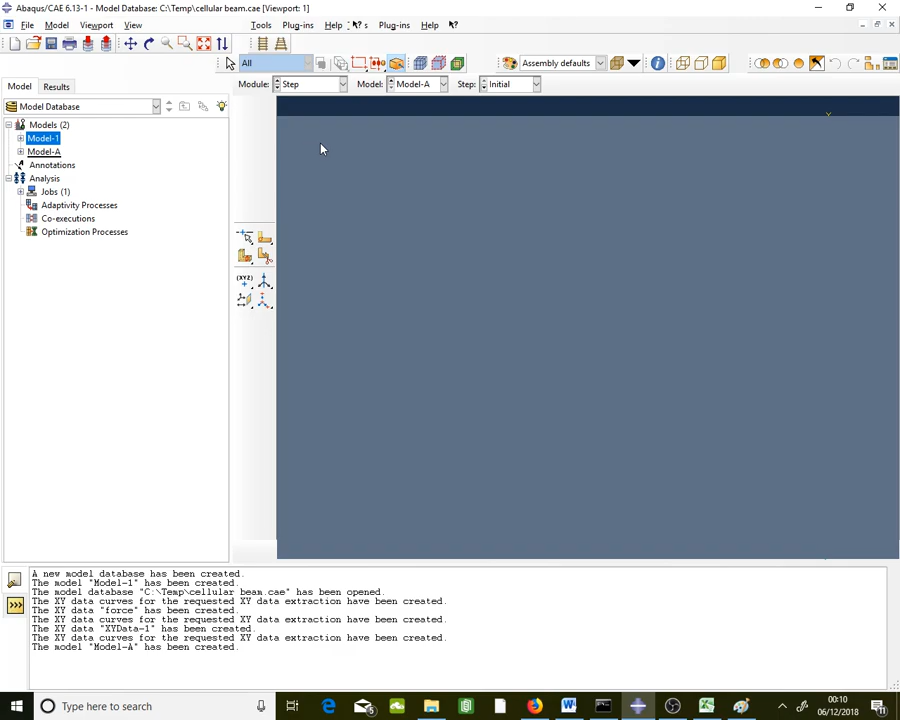 Abaqus/CAE 6.13-1 - Model Database: C:\Temp\cellular beam.cae [Viewport: 1]
File Model Viewport View Tools Plug-ins Help ? s Plug-ins Help ?
All Assembly defaults
Module: Step Model: Model-A Step: Initial
Model Results
Model Database
Models (2)
Model-1
Model-A
Annotations
Analysis
Jobs (1)
Adaptivity Processes
Co-executions
Optimization Processes
(XYZ)
A new model database has been created.
The model "Model-1" has been created.
The model database "C:\Temp\cellular beam.cae" has been opened.
The XY data curves for the requested XY data extraction have been created.
The XY data "force" has been created.
The XY data curves for the requested XY data extraction have been created.
The XY data "XYData-1" has been created.
The XY data curves for the requested XY data extraction have been created.
The model "Model-A" has been created.
>>>
Type here to search
00:10
06/12/2018